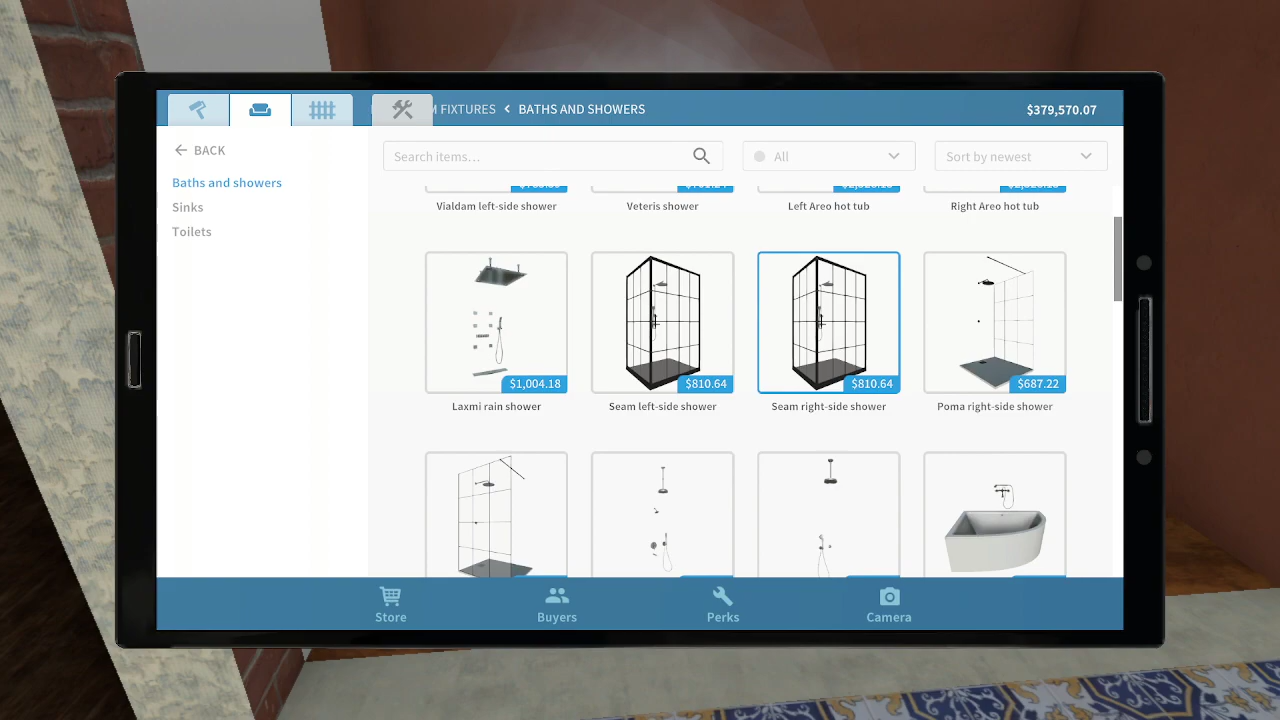 FIXTURES < BATHS AND SHOWERS
$379,570.07
BACK
Search items...
All
Sort by newest
Baths and showers
Sinks
Toilets
Vialdam left-side shower
Veteris shower
Left Areo hot tub
Right Areo hot tub
$1,004.18
$810.64
$810.64
$687.22
Laxmi rain shower
Seam left-side shower
Seam right-side shower
Poma right-side shower
Store
Buyers
Perks
Camera